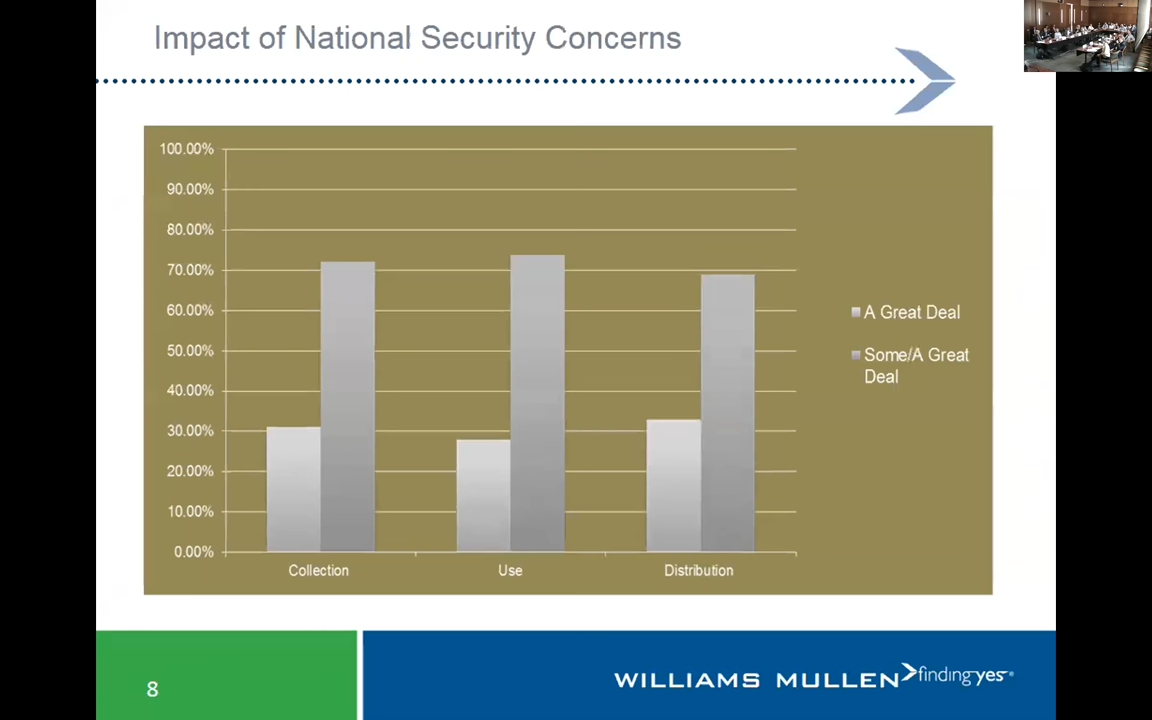 Impact of National Security Concerns
100.00%
90.00%
80.00%
70.00%
60.00%
50.00%
40.00%
30.00%
20.00%
10.00%
0.00%
Collection
Use
Distribution
A Great Deal
Some/A Great
Deal
8
WILLIAMS MULLEN finding yes®